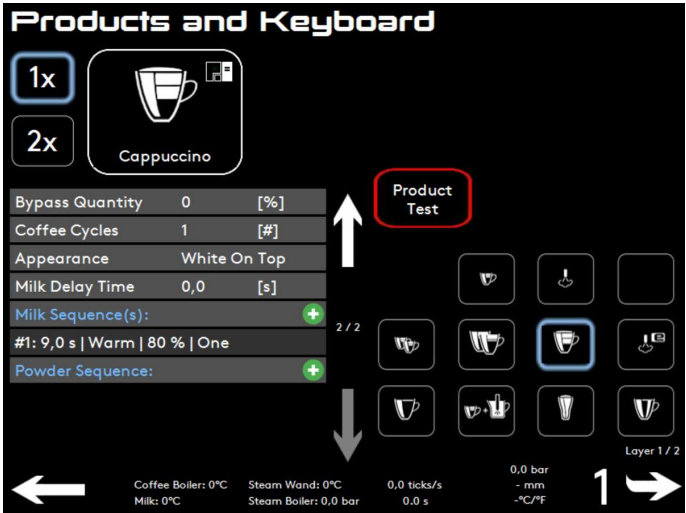 Products and Keyboard
1x
2x
Cappuccino
Product
Test
Bypass Quantity 0 [%]
Coffee Cycles 1 [#]
Appearance White On Top
Milk Delay Time 0,0 [s]
Milk Sequence(s):
#1: 9,0 s | Warm | 80 % | One
Powder Sequence:
2 / 2
Layer 1 / 2
Coffee Boiler: 0°C Steam Wand: 0°C 0,0 ticks/s 0,0 bar
Milk: 0°C Steam Boiler: 0,0 bar 0.0 s - mm
-°C/°F
1